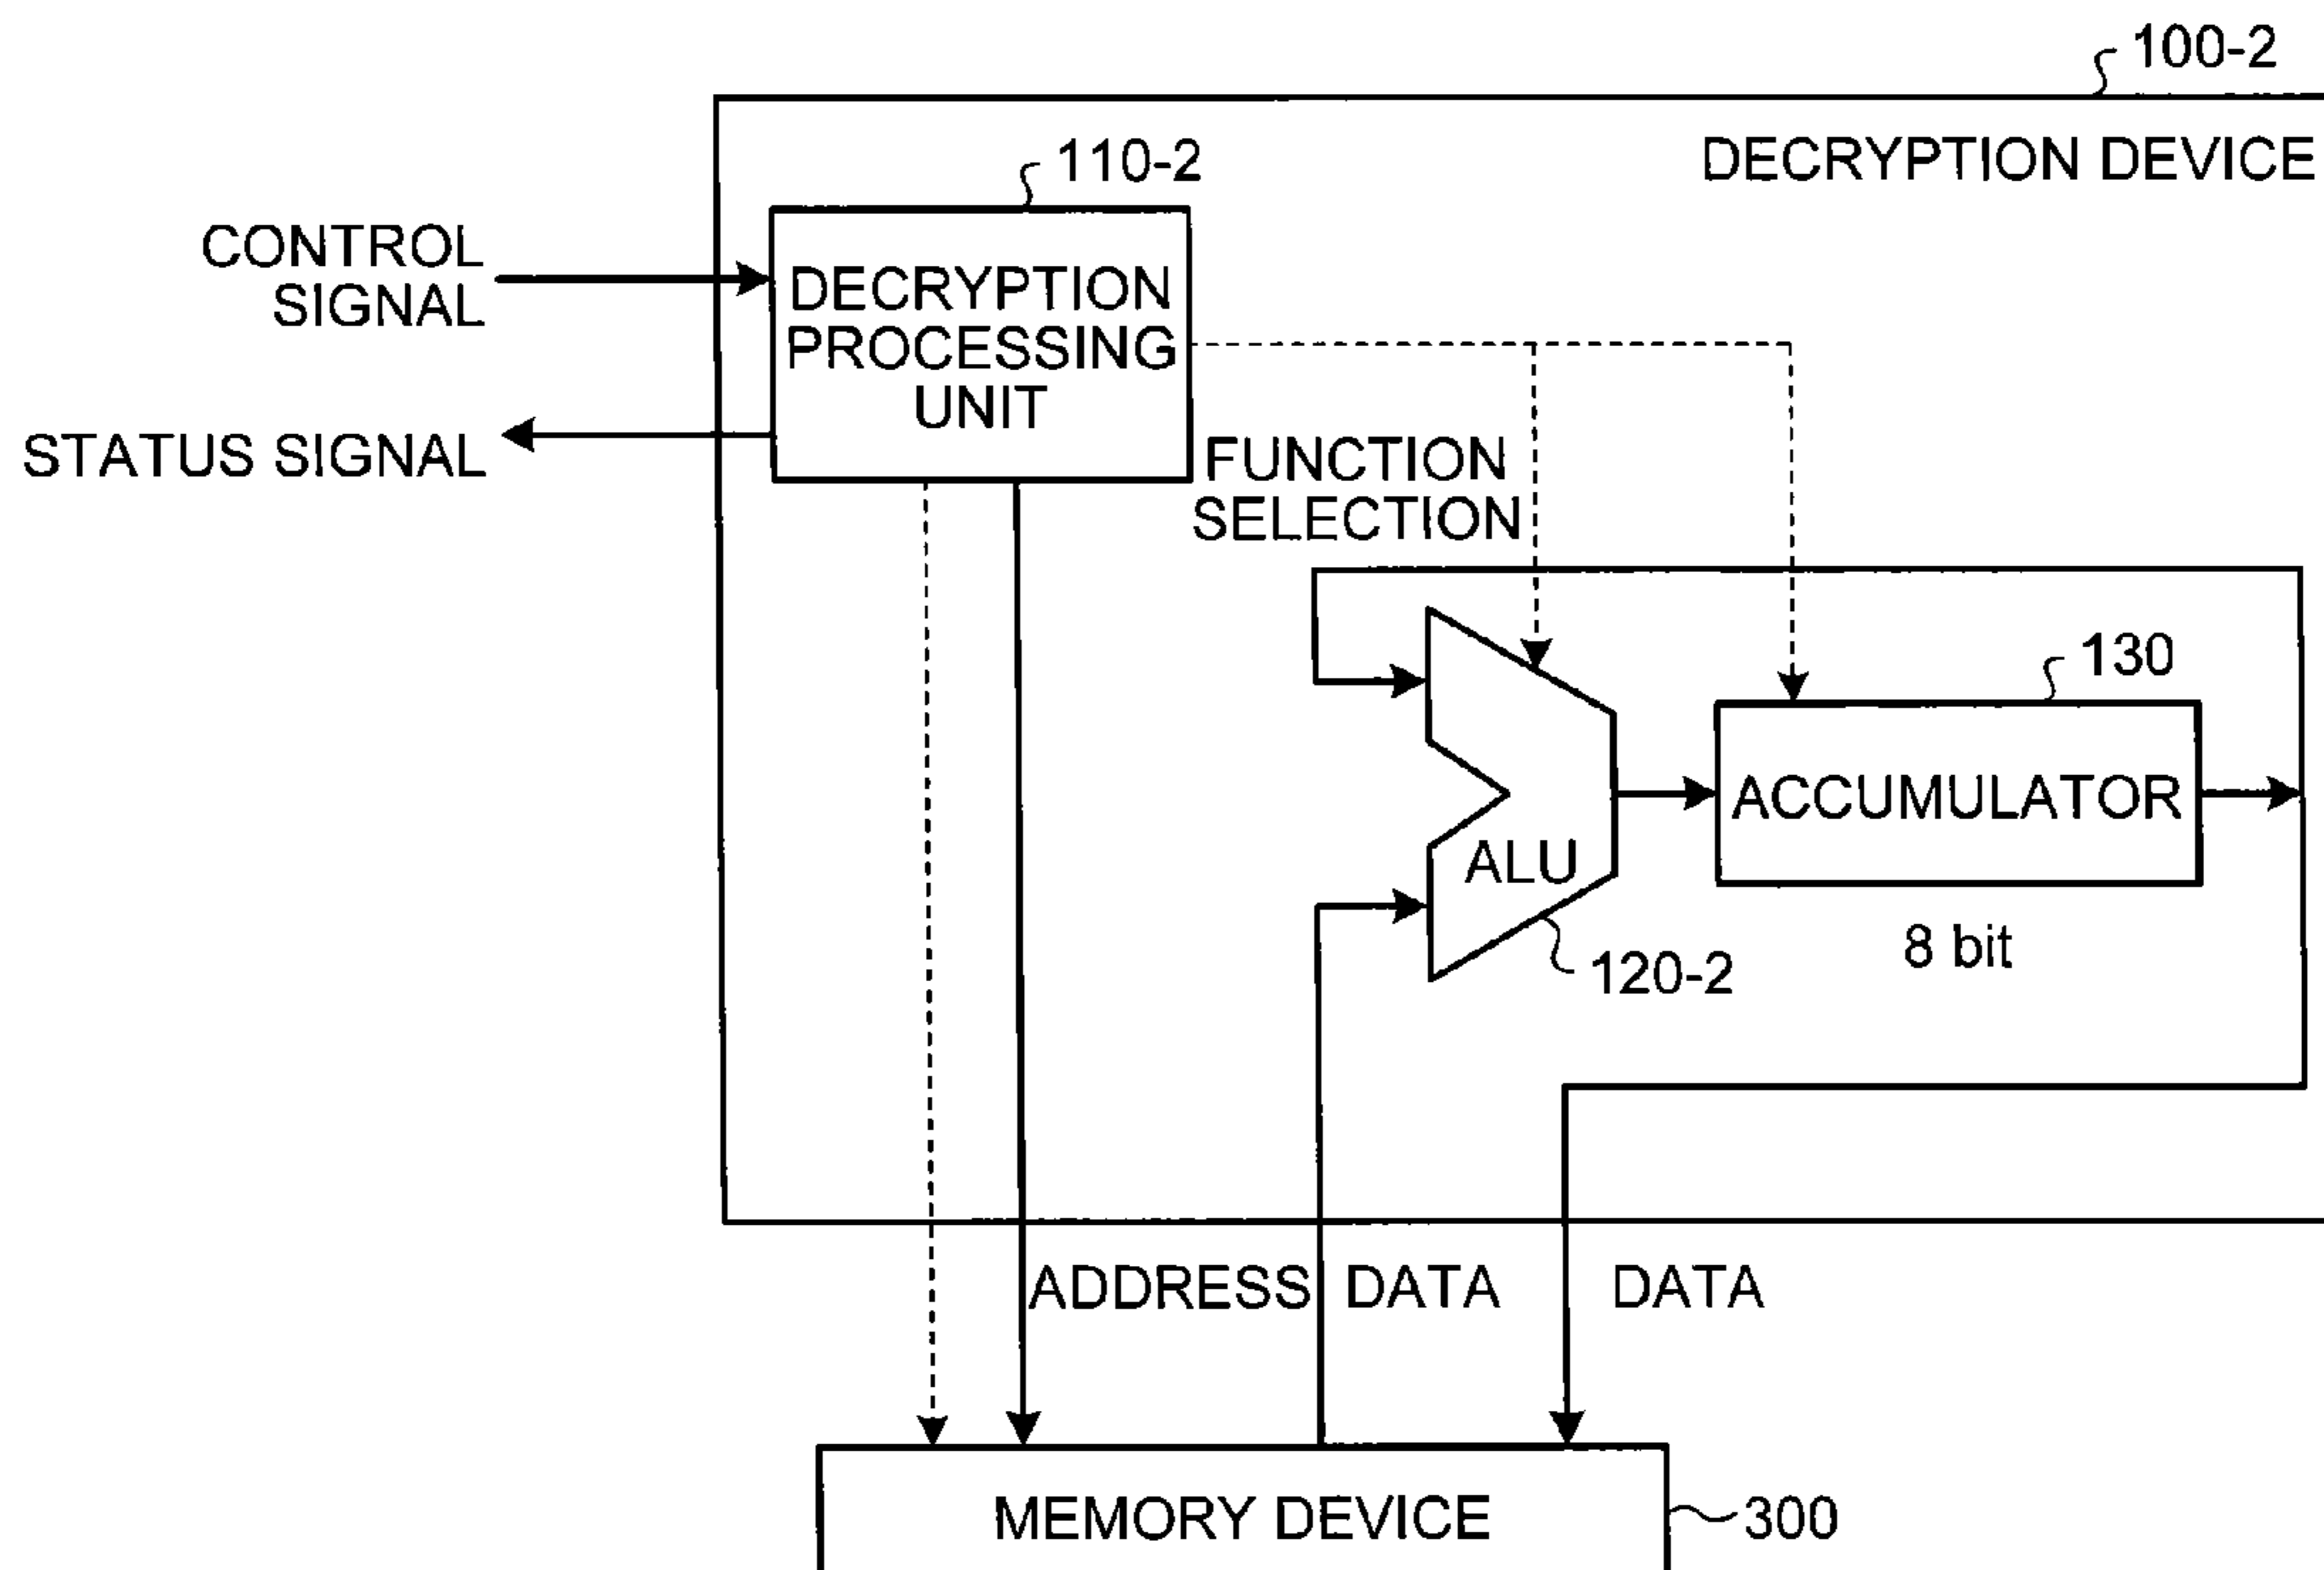 100-2
DECRYPTION DEVICE
110-2
CONTROL
SIGNAL
DECRYPTION
PROCESSING
UNIT
STATUS SIGNAL
FUNCTION
SELECTION
130
ACCUMULATOR
ALU
8 bit
120-2
ADDRESS
DATA
DATA
MEMORY DEVICE
300